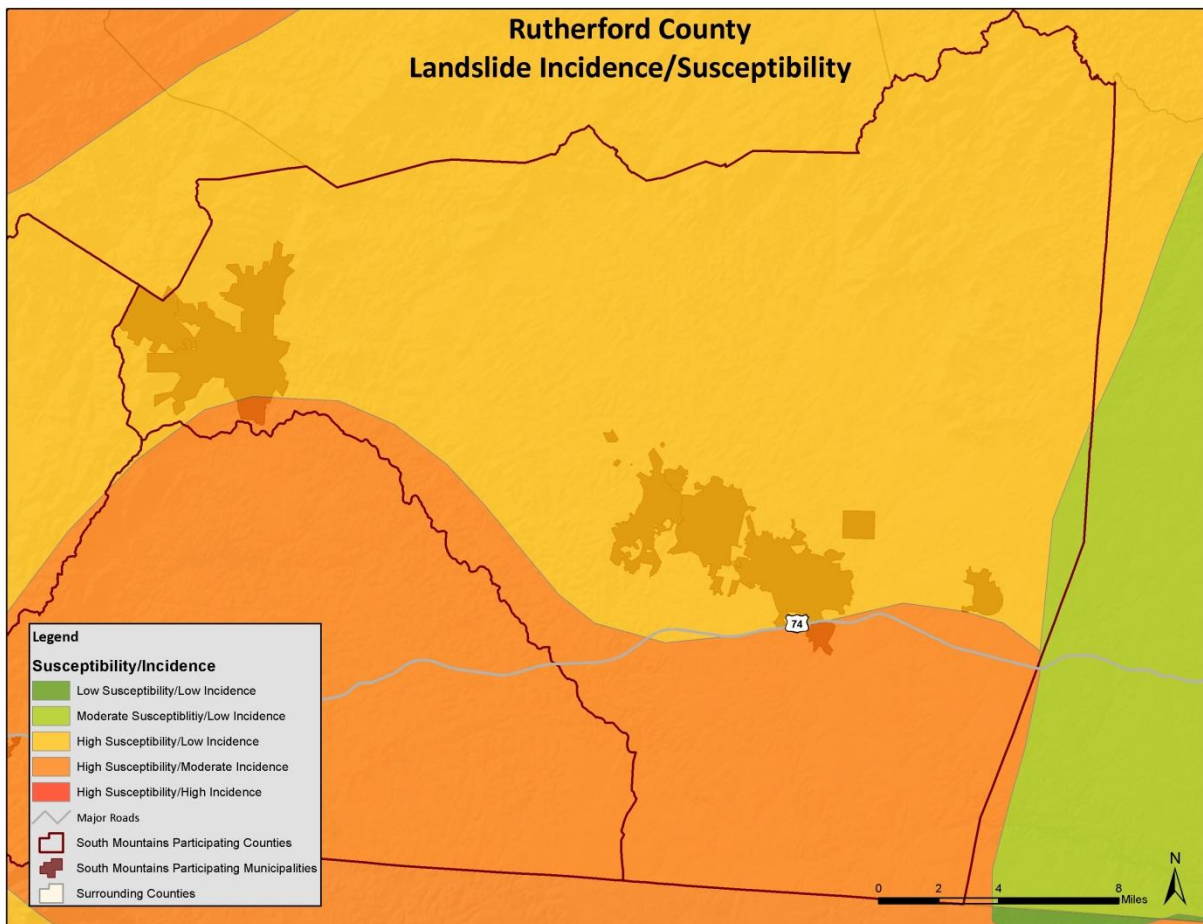 Rutherford County
Landslide Incidence/Susceptibility
74
Legend
Susceptibility/Incidence
Low Susceptibility/Low Incidence
Moderate Susceptiblitiy/Low Incidence
High Susceptibility/Low Incidence
High Susceptibility/Moderate Incidence
High Susceptibility/High Incidence
Major Roads
South Mountains Participating Counties
South Mountains Participating Municipalities
Surrounding Counties
N
0 2 4 8
Miles